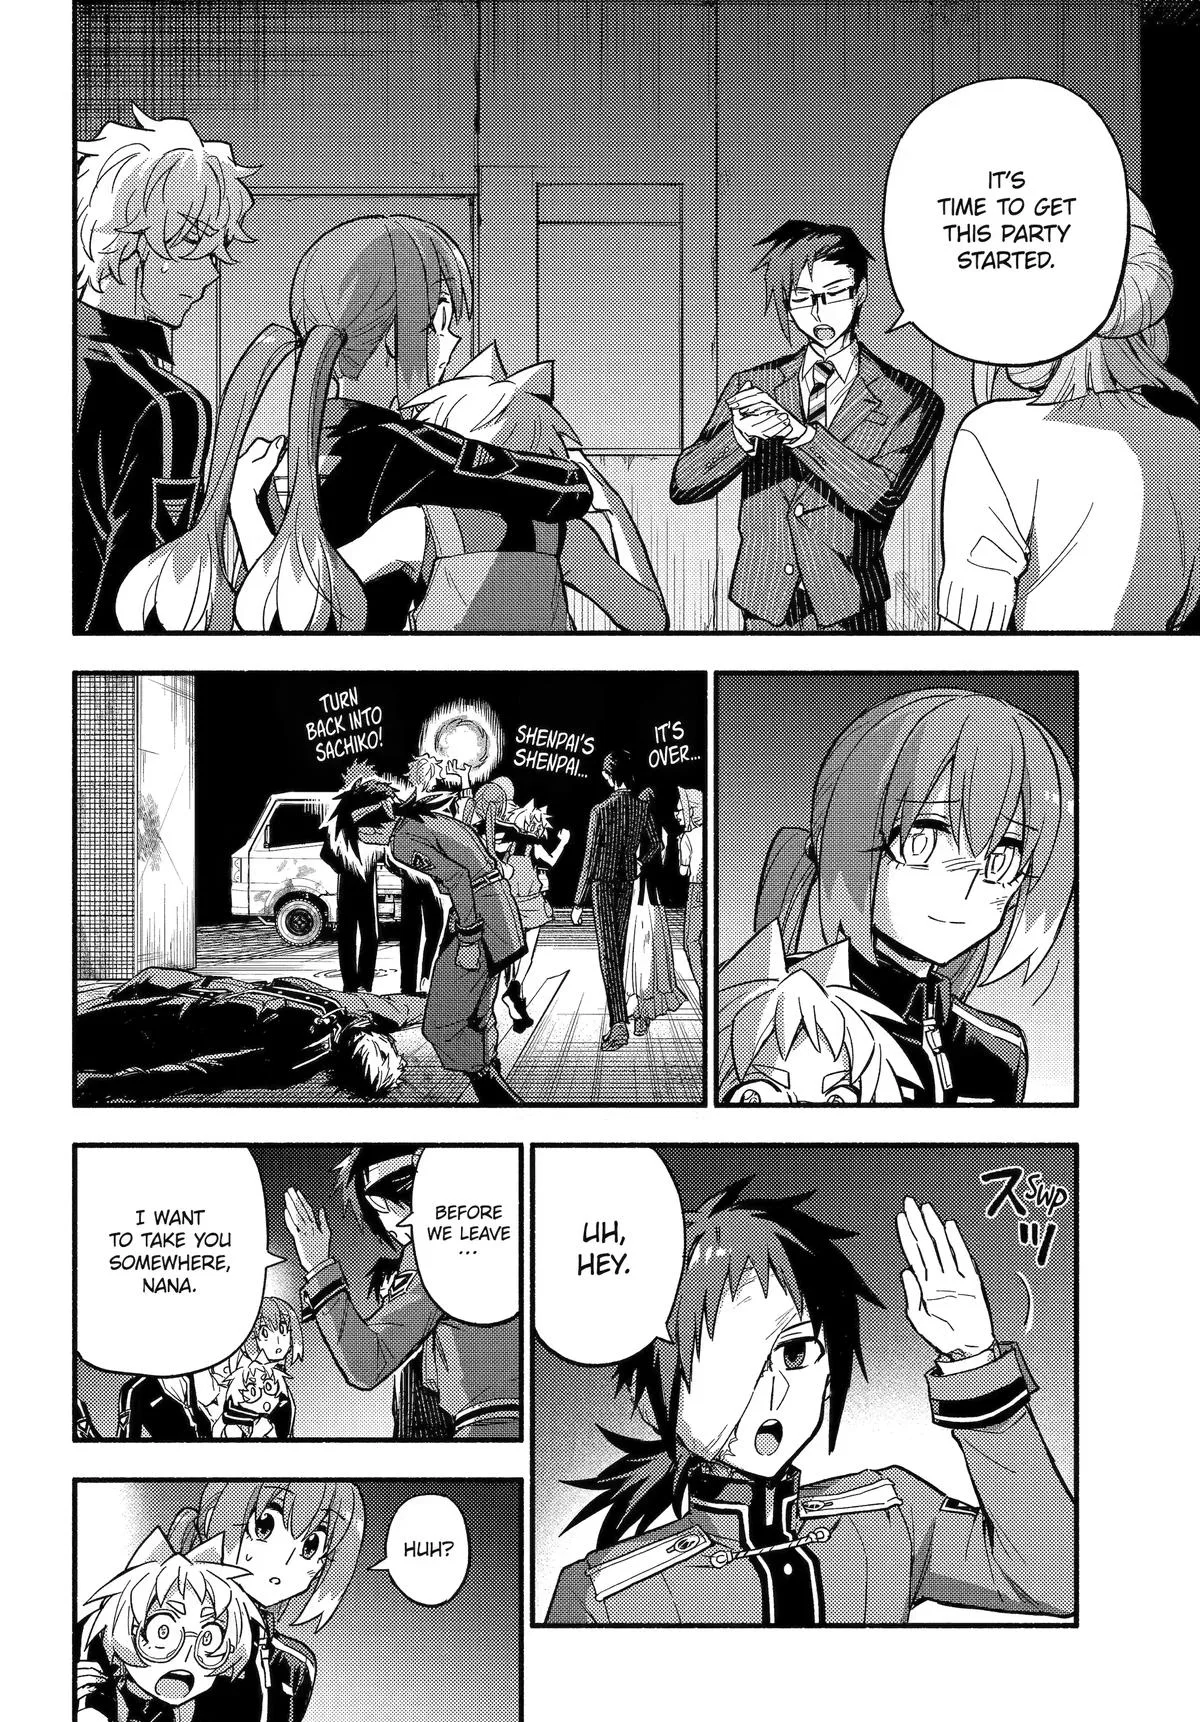 IT'S
TIME TO GET
THIS PARTY
STARTED.
IT'S
OVER...
SHENPAI'S
SHENPAI...
TURN
BACK INTO
SACHIKO!
UH,
HEY.
スッ
SWP
BEFORE
WE LEAVE
...
I WANT
TO TAKE YOU
SOMEWHERE,
NANA.
HUH?